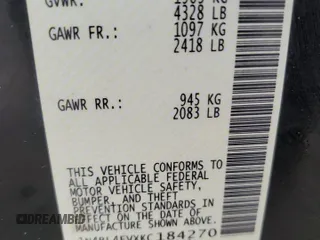 GVWR:
4328 LB
GAWR FR.:
1097 KG
2418 LB
GAWR RR.:
945 KG
2083 LB
THIS VEHICLE CONFORMS TO
ALL APPLICABLE FEDERAL
MOTOR VEHICLE SAFETY,
BUMPER, AND THEFT
PREVENTION STANDARDS IN
EFFECT ON THE DATE OF
MANUFACTURE SHOWN ABOVE.
DREAMBID